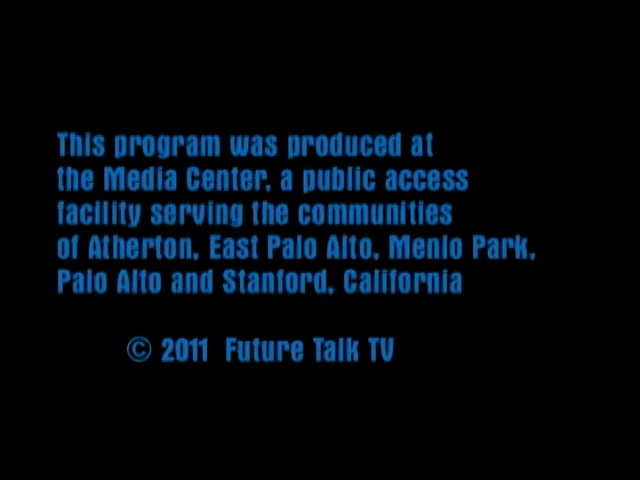 This program was produced at
the Media Center, a public access
facility serving the communities
of Atherton, East Palo Alto, Menlo Park,
Palo Alto and Stanford, California
© 2011 Future Talk TV